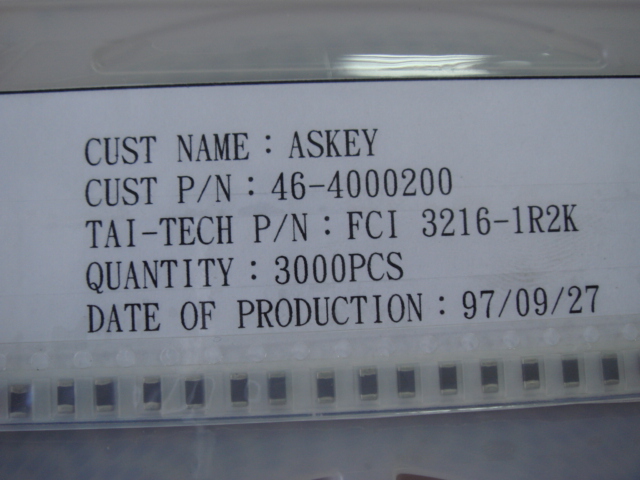 CUST NAME：ASKEY
CUST P/N：46-4000200
TAI-TECH P/N：FCI 3216-1R2K
QUANTITY：3000PCS
DATE OF PRODUCTION：97/09/27